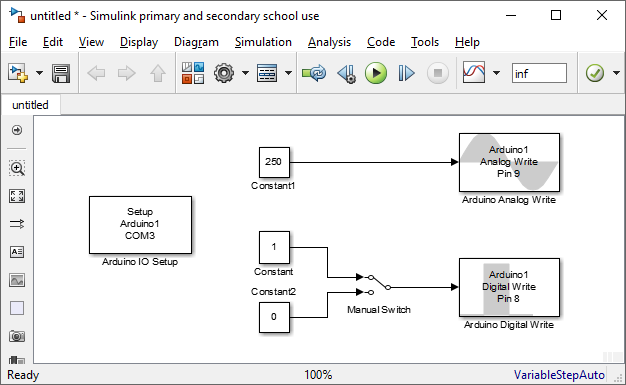 untitled * - Simulink primary and secondary school use
File Edit View Display Diagram Simulation Analysis Code Tools Help
inf
untitled
250
Constant1
Arduino1
Analog Write
Pin 9
Arduino Analog Write
Setup
Arduino1
COM3
Arduino IO Setup
1
Constant
Constant2
0
Manual Switch
Arduino1
Digital Write
Pin 8
Arduino Digital Write
Ready 100% VariableStepAuto